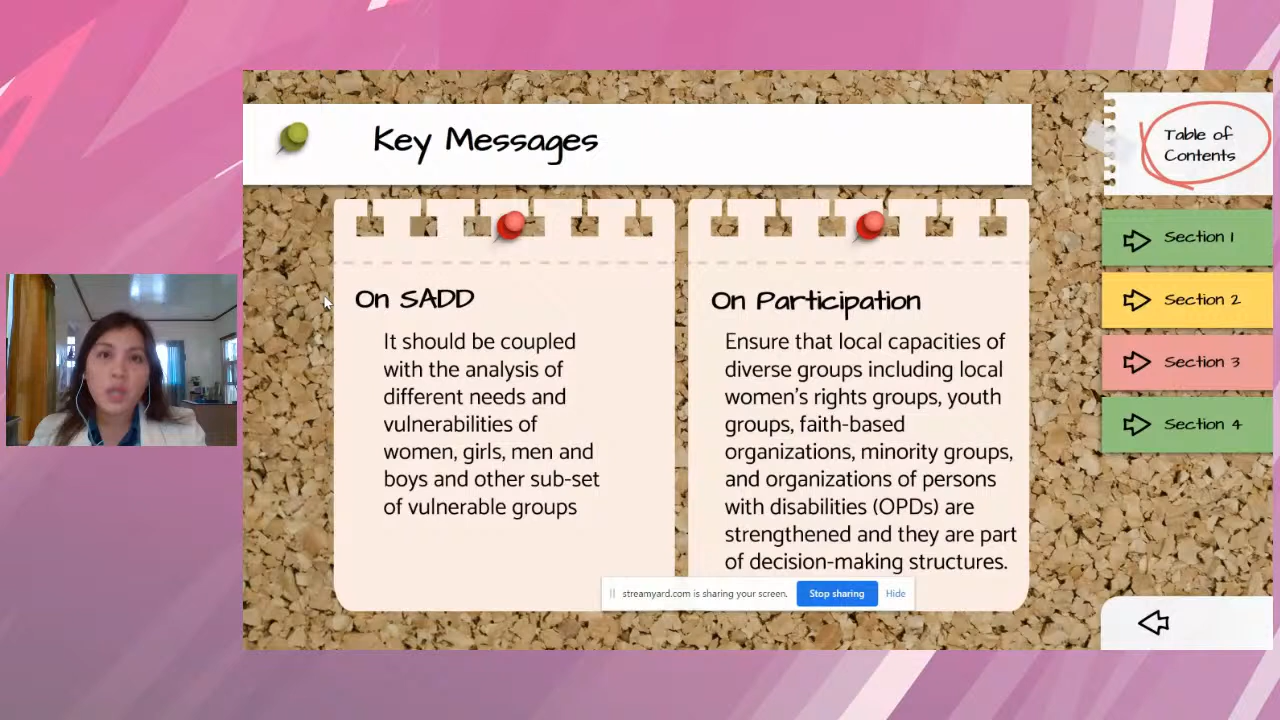 Key Messages
Table of
Contents
Section 1
Section 2
Section 3
Section 4
On SADD
It should be coupled
with the analysis of
different needs and
vulnerabilities of
women, girls, men and
boys and other sub-set
of vulnerable groups
On Participation
Ensure that local capacities of
diverse groups including local
women's rights groups, youth
groups, faith-based
organizations, minority groups,
and organizations of persons
with disabilities (OPDs) are
strengthened and they are part
of decision-making structures.
streamyard.com is sharing your screen. Stop sharing Hide